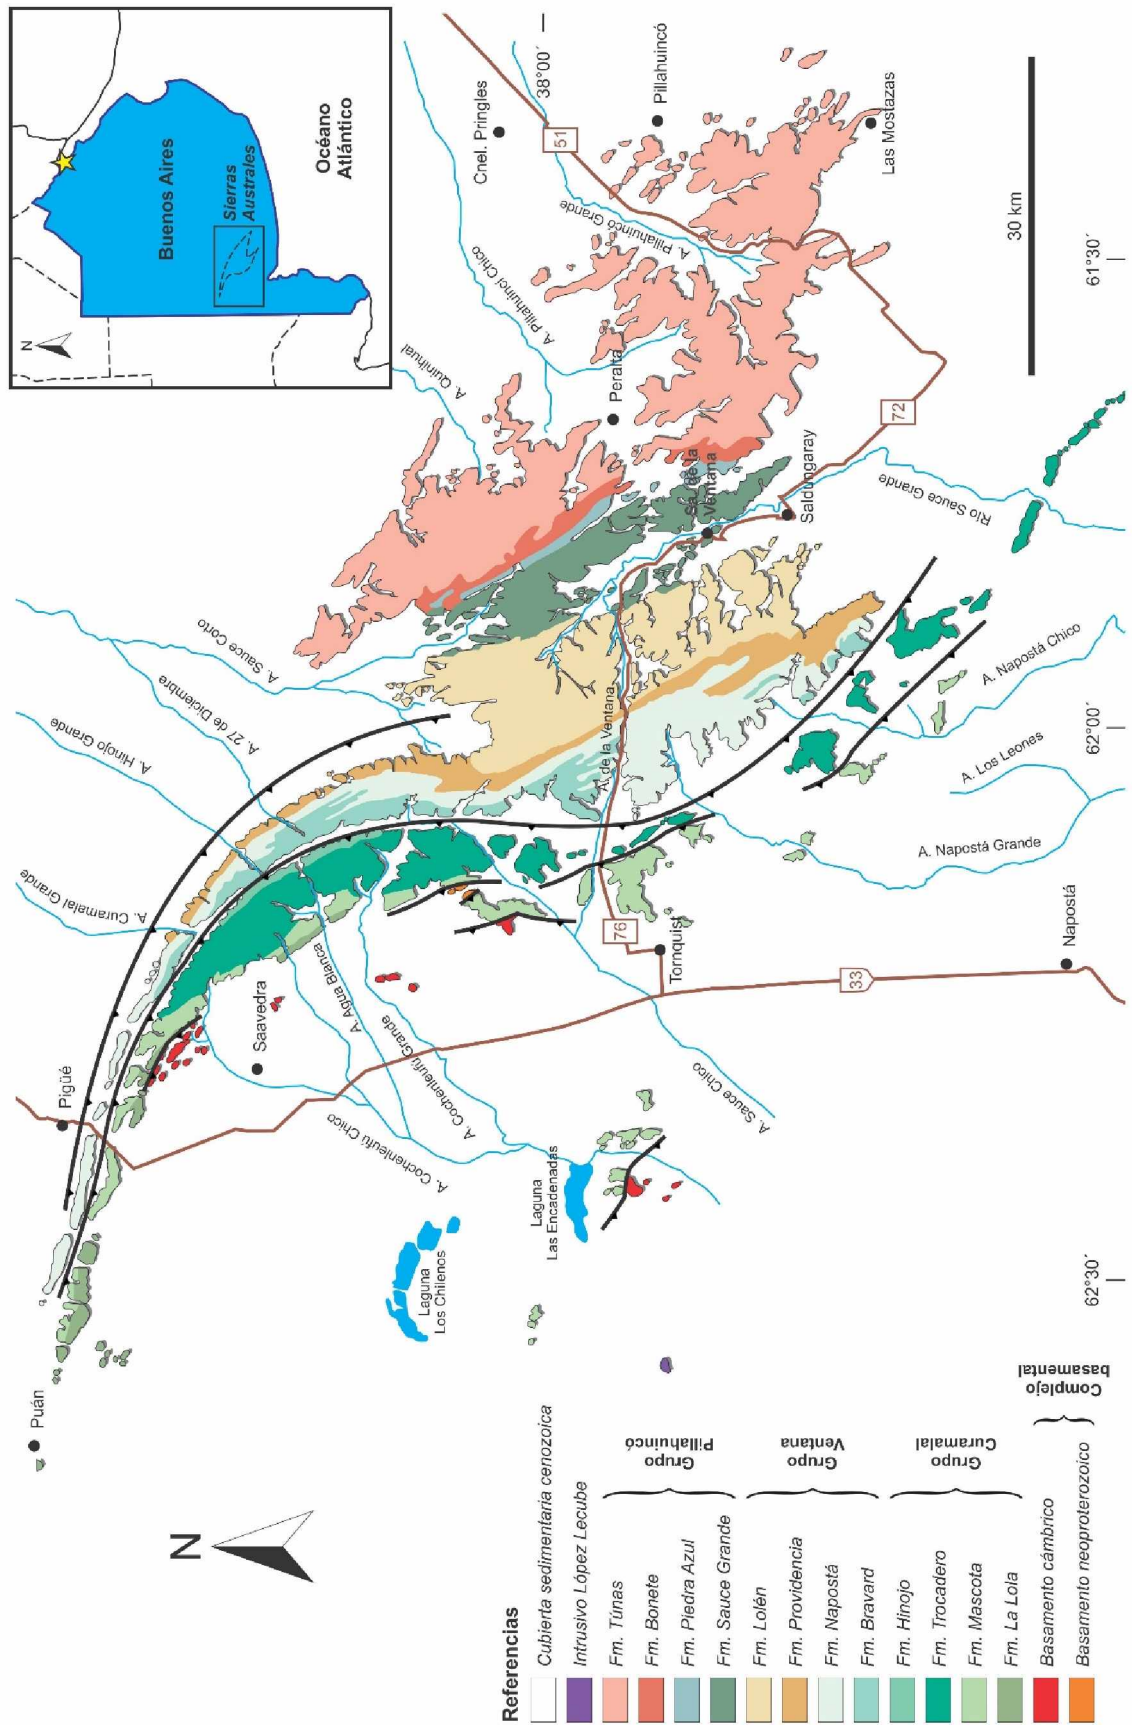 Puán
Pigüé
A. Curamalal Grande
A. Hinojo Grande
A. 27 de Diciembre
A. Sauce Corto
A. Quiñihual
A. Pillahuincl Chico
A. Pillahuincó Grande
Cnel. Pringles
38°00´
51
Pillahuincó
Las Mostazas
Peralta
N
Buenos Aires
Sierras
Australes
Océano
Atlántico
N
Saavedra
A. Agua Blanca
A. Cochenleufú Grande
A. Cochenleufú Chico
Laguna
Los Chilenos
Laguna
Las Encadenadas
A. Sauce Chico
76
Tornquist
33
Napostá
A. de la Ventana
Sa. de la
Ventana
Saldungaray
72
Río Sauce Grande
A. Napostá Chico
A. Los Leones
A. Napostá Grande
30 km
62°30´
62°00´
61°30´
Referencias
Cubierta sedimentaria cenozoica
Intrusivo López Lecube
Fm. Túnas
Fm. Bonete
Fm. Piedra Azul
Fm. Sauce Grande
Grupo
Pillahuincó
Fm. Lolén
Fm. Providencia
Fm. Napostá
Fm. Bravard
Grupo
Ventana
Fm. Hinojo
Fm. Trocadero
Fm. Mascota
Fm. La Lola
Grupo
Curamalal
Basamento cámbrico
Basamento neoproterozoico
Complejo
basamental